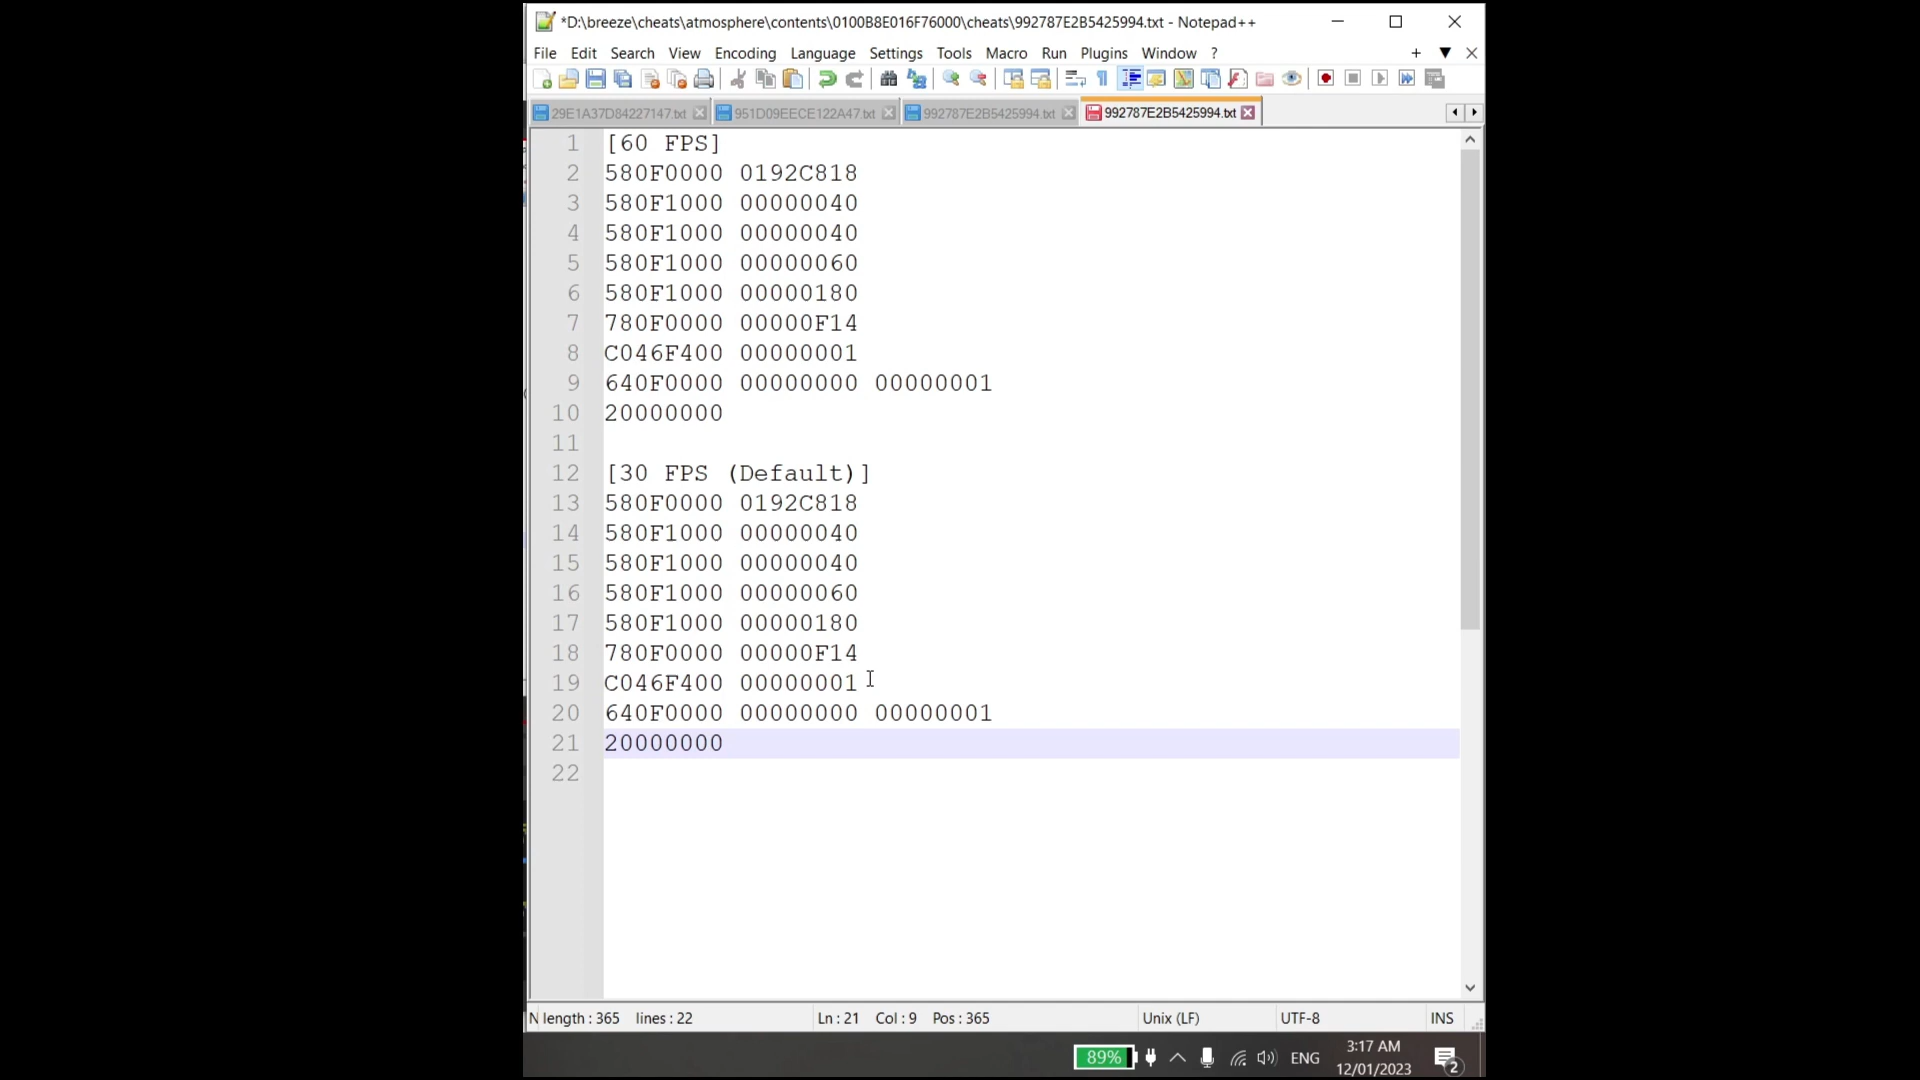 *D:\breeze\cheats\atmosphere\contents\0100B8E016F76000\cheats\992787E2B5425994.txt - Notepad++
File Edit Search View Encoding Language Settings Tools Macro Run Plugins Window ?
29E1A37D84227147.txt 951D09EECE122A47.txt 992787E2B5425994.txt 992787E2B5425994.txt
1 [60 FPS]
2 580F0000 0192C818
3 580F1000 00000040
4 580F1000 00000040
5 580F1000 00000060
6 580F1000 00000180
7 780F0000 00000F14
8 C046F400 00000001
9 640F0000 00000000 00000001
10 20000000
11
12 [30 FPS (Default)]
13 580F0000 0192C818
14 580F1000 00000040
15 580F1000 00000040
16 580F1000 00000060
17 580F1000 00000180
18 780F0000 00000F14
19 C046F400 00000001
20 640F0000 00000000 00000001
21 20000000
22
N length : 365 lines : 22 Ln : 21 Col : 9 Pos : 365 Unix (LF) UTF-8 INS
89% ENG 3:17 AM
12/01/2023 2